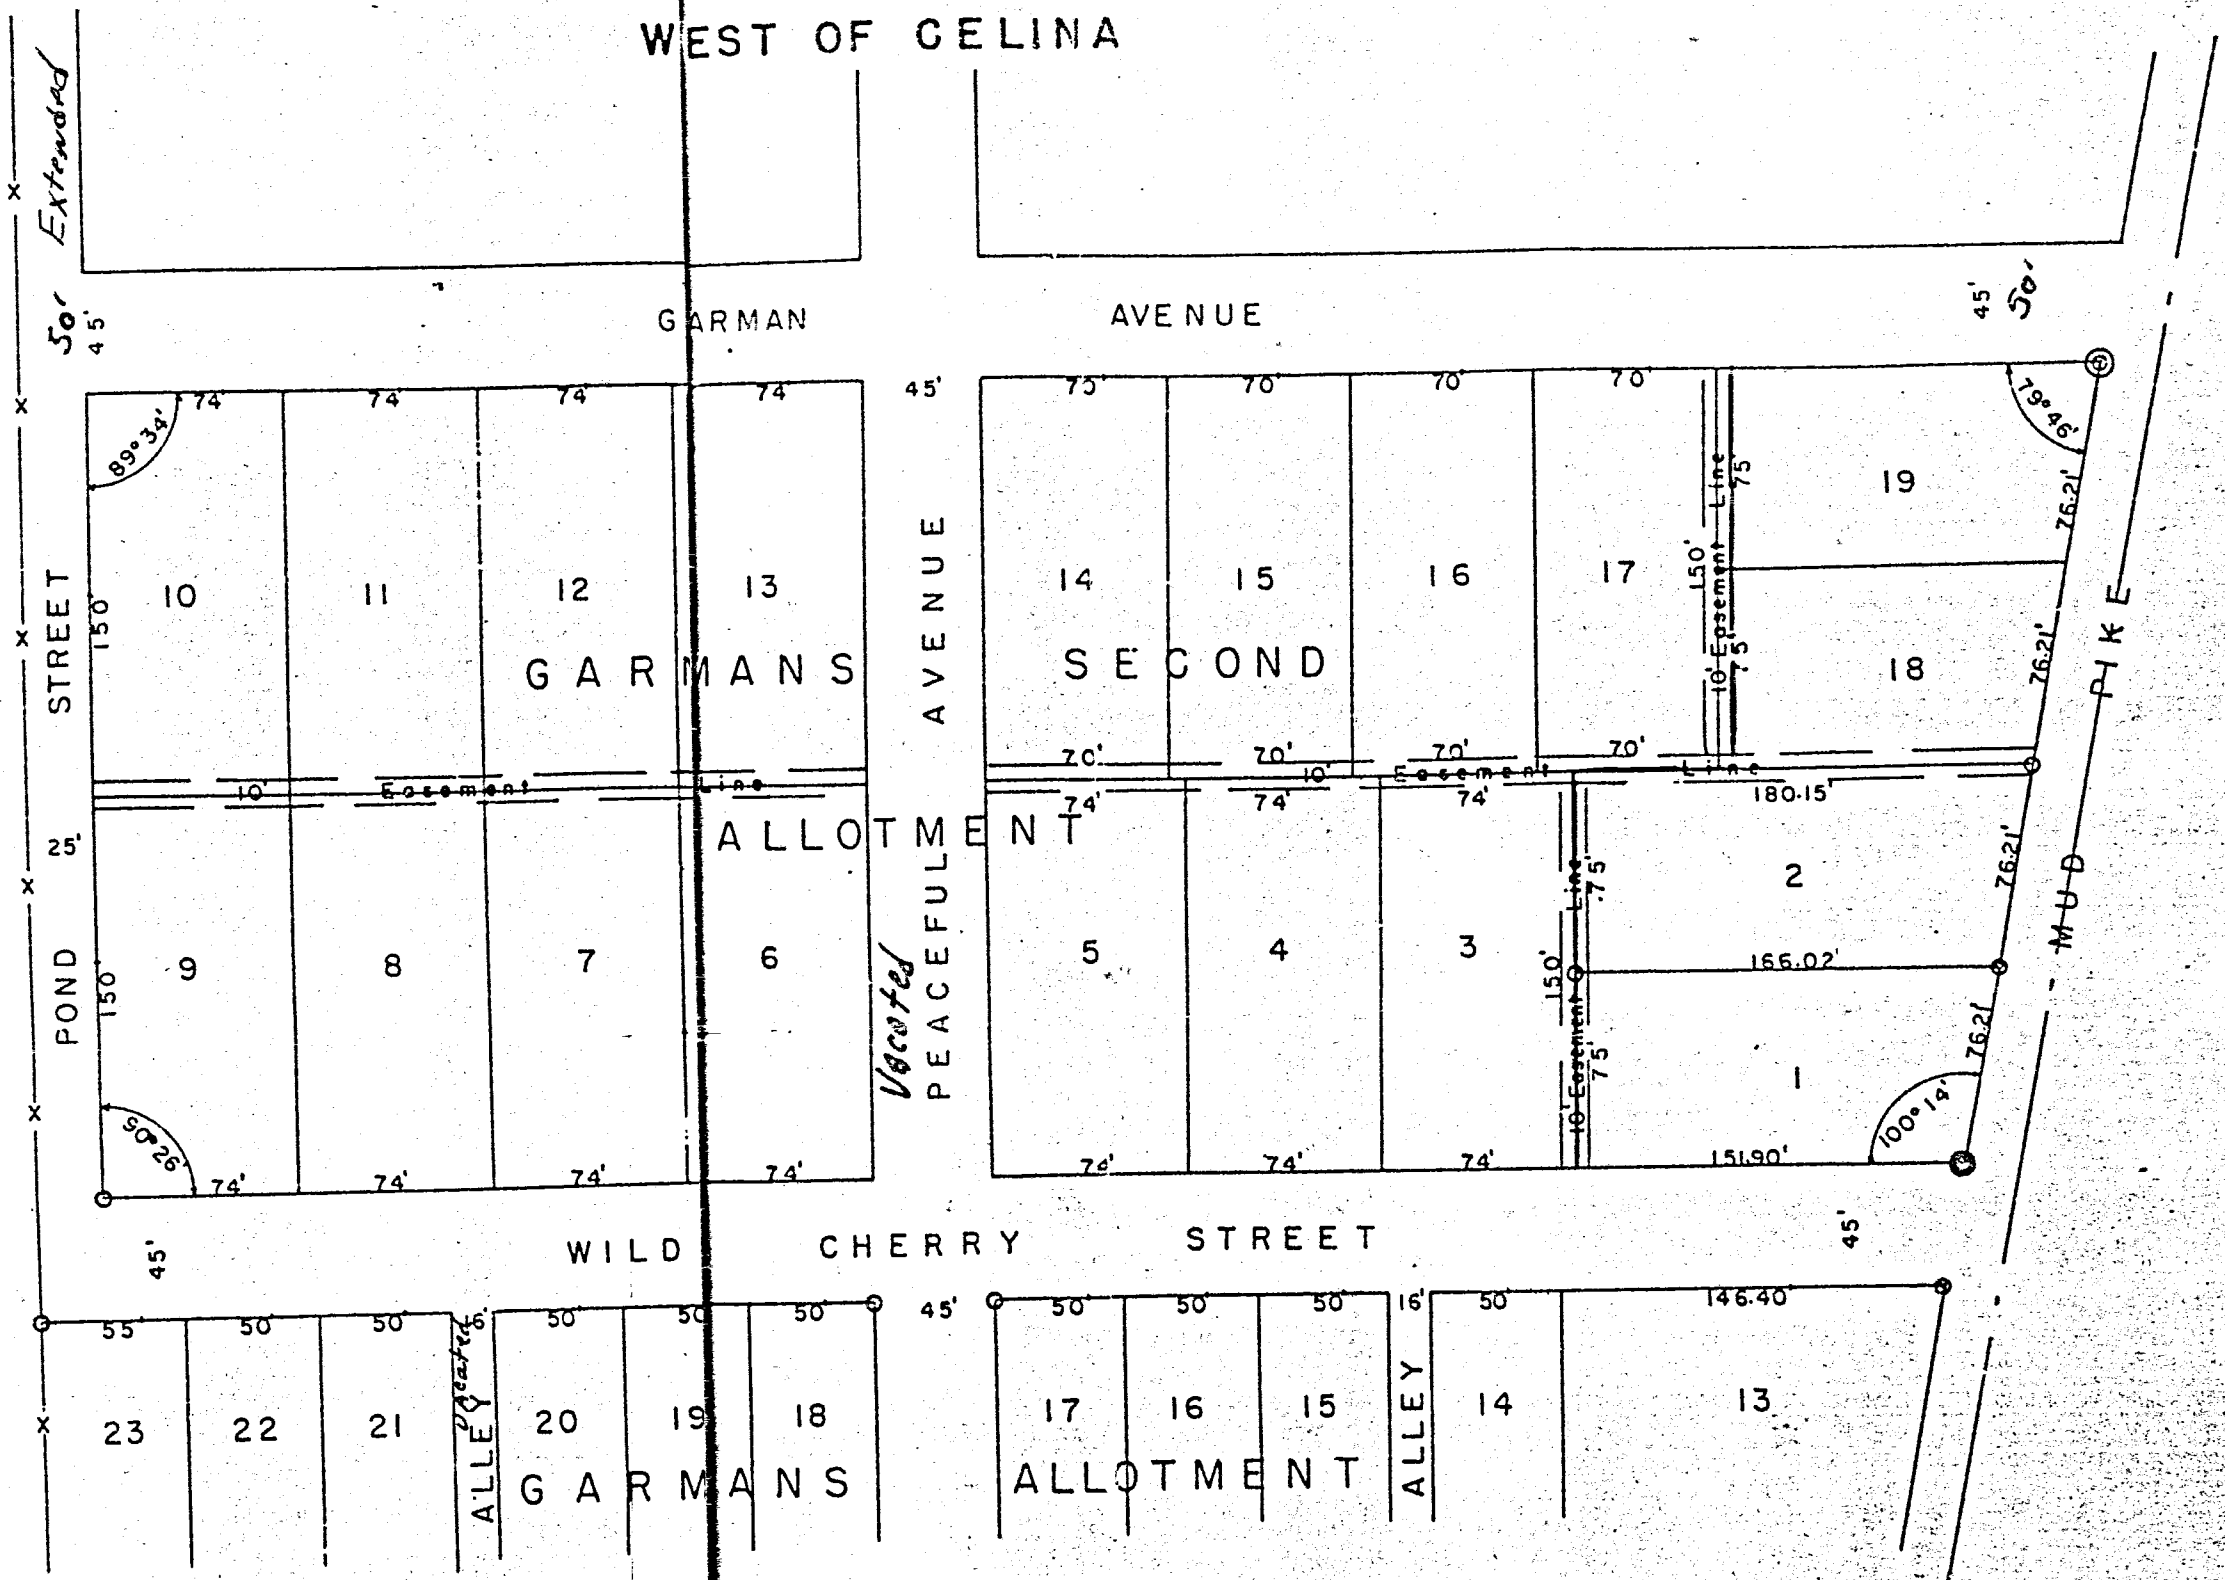 WEST OF CELINA
Extended
50'
45'
GARMAN AVENUE
45'
50'
74' 74' 74' 74' 45' 70' 70' 70' 70'
89°34'
79°46'
10 11 12 13 14 15 16 17 19
150'
10' Easement Line
150'
75'
75'
76.21'
76.21'
18
STREET
AVENUE
PIKE
GARMANS SECOND
70' 70' 70' 70'
10' Easement Line
10' Easement Line
74' 74' 74' 180.15'
25'
ALLOTMENT
POND
PEACEFUL
Vacated
MUD
9 8 7 6 5 4 3 2
150'
150'
10' Easement Line
75'
75'
166.02'
76.21'
76.21'
1
90°26'
100°14'
74' 74' 74' 74' 74' 74' 74' 151.90'
45'
WILD CHERRY STREET
45'
55' 50' 50' 16' 50' 50' 50' 45' 50' 50' 50' 16' 50' 146.40'
Vacated
ALLEY
ALLEY
23 22 21 20 19 18 17 16 15 14 13
GARMANS ALLOTMENT